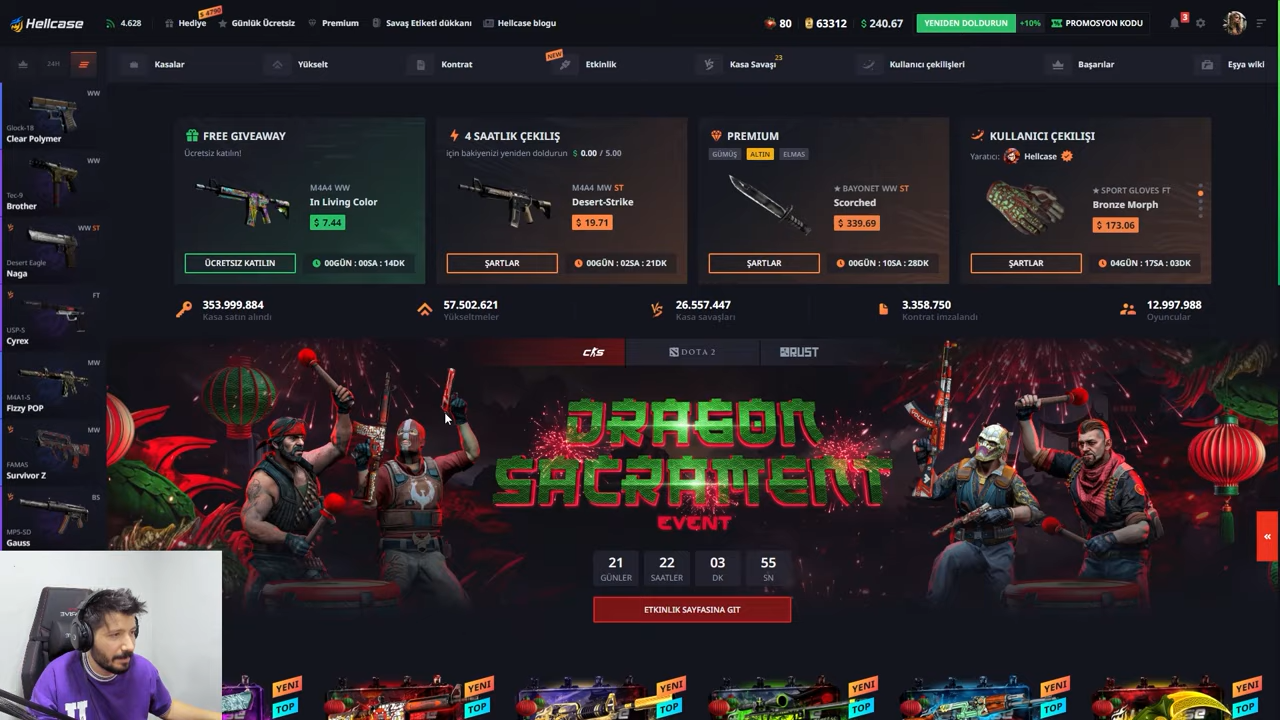 Hellcase
4.628
Hediye
$ 4790
Günlük Ücretsiz
Premium
Savaş Etiketi dükkanı
Hellcase blogu
80
63312
$ 240.67
YENİDEN DOLDURUN
+10%
PROMOSYON KODU
3
24H
Kasalar
Yükselt
Kontrat
NEW
Etkinlik
Kasa Savaşı
23
Kullanıcı çekilişleri
Başarılar
Eşya wiki
WW
Glock-18
Clear Polymer
WW
Tec-9
Brother
WW ST
Desert Eagle
Naga
FT
USP-S
Cyrex
MW
M4A1-S
Fizzy POP
MW
FAMAS
Survivor Z
BS
MP5-SD
Gauss
FREE GIVEAWAY
Ücretsiz katılın!
M4A4 WW
In Living Color
$ 7.44
ÜCRETSIZ KATILIN
00GÜN : 00SA : 14DK
4 SAATLIK ÇEKILIŞ
için bakiyenizi yeniden doldurun $ 0.00 / 5.00
M4A4 MW ST
Desert-Strike
$ 19.71
ŞARTLAR
00GÜN : 02SA : 21DK
PREMIUM
GÜMÜŞ
ALTIN
ELMAS
★ BAYONET WW ST
Scorched
$ 339.69
ŞARTLAR
00GÜN : 10SA : 28DK
KULLANICI ÇEKILIŞI
Yaratıcı: Hellcase
★ SPORT GLOVES FT
Bronze Morph
$ 173.06
ŞARTLAR
04GÜN : 17SA : 03DK
353.999.884
Kasa satın alındı
57.502.621
Yükseltmeler
26.557.447
Kasa savaşları
3.358.750
Kontrat imzalandı
12.997.988
Oyuncular
CS
DOTA 2
RUST
DRAGON
SACRAMENT
EVENT
21
GÜNLER
22
SAATLER
03
DK
55
SN
ETKINLIK SAYFASINA GIT
«
YENİ
TOP
YENİ
TOP
YENİ
TOP
YENİ
TOP
YENİ
TOP
YENİ
TOP